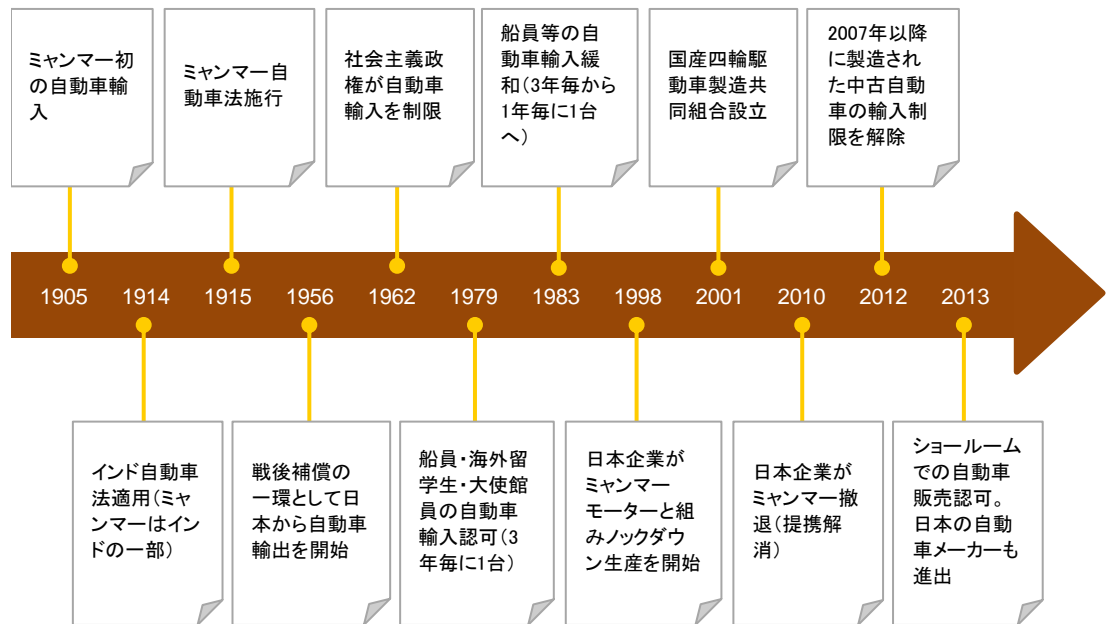 ミャンマー初
の自動車輸
入
ミャンマー自
動車法施行
社会主義政
権が自動車
輸入を制限
船員等の自
動車輸入緩
和(3年毎から
1年毎に1台
へ)
国産四輪駆
動車製造共
同組合設立
2007年以降
に製造され
た中古自動
車の輸入制
限を解除
1905 1914 1915 1956 1962 1979 1983 1998 2001 2010 2012 2013
インド自動車
法適用(ミャ
ンマーはイン
ドの一部)
戦後補償の
一環として日
本から自動車
輸出を開始
船員・海外留
学生・大使館
員の自動車
輸入認可(3
年毎に1台)
日本企業が
ミャンマー
モーターと組
みノックダウ
ン生産を開始
日本企業が
ミャンマー撤
退(提携解
消)
ショールーム
での自動車
販売認可。
日本の自動
車メーカーも
進出